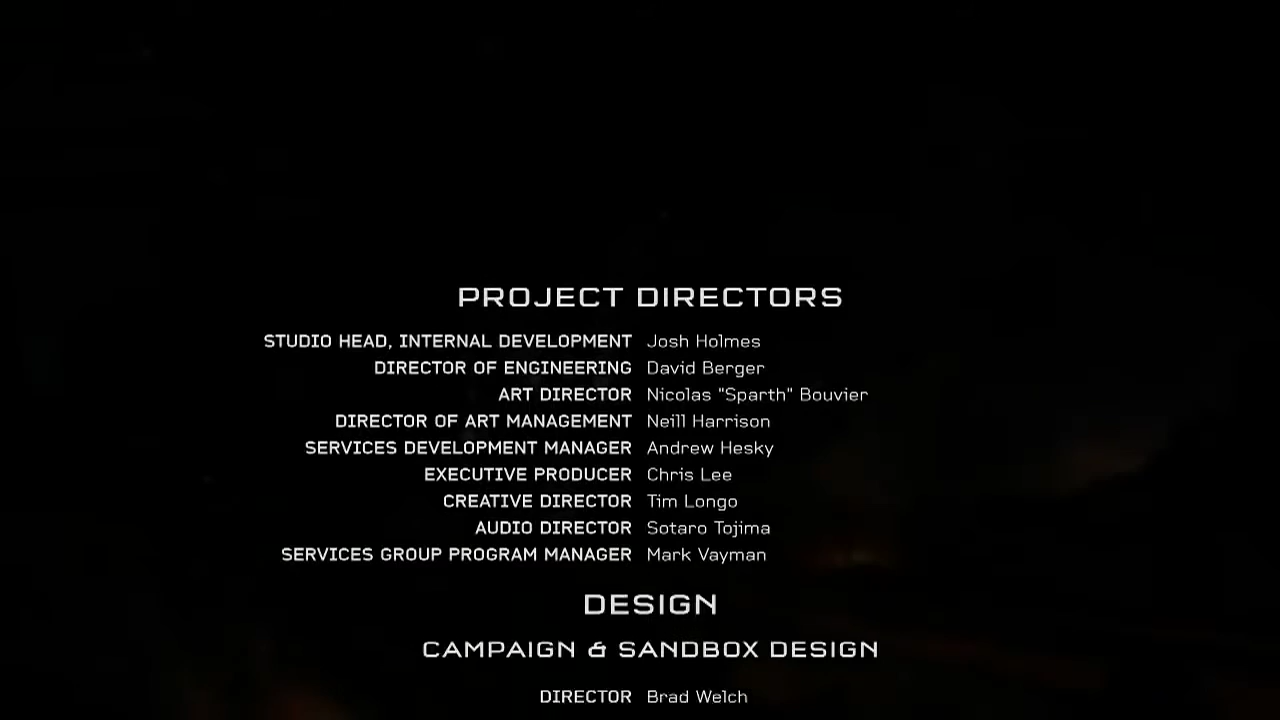 PROJECT DIRECTORS
STUDIO HEAD, INTERNAL DEVELOPMENT Josh Holmes
DIRECTOR OF ENGINEERING David Berger
ART DIRECTOR Nicolas "Sparth" Bouvier
DIRECTOR OF ART MANAGEMENT Neill Harrison
SERVICES DEVELOPMENT MANAGER Andrew Hesky
EXECUTIVE PRODUCER Chris Lee
CREATIVE DIRECTOR Tim Longo
AUDIO DIRECTOR Sotaro Tojima
SERVICES GROUP PROGRAM MANAGER Mark Vayman
DESIGN
CAMPAIGN & SANDBOX DESIGN
DIRECTOR Brad Welch